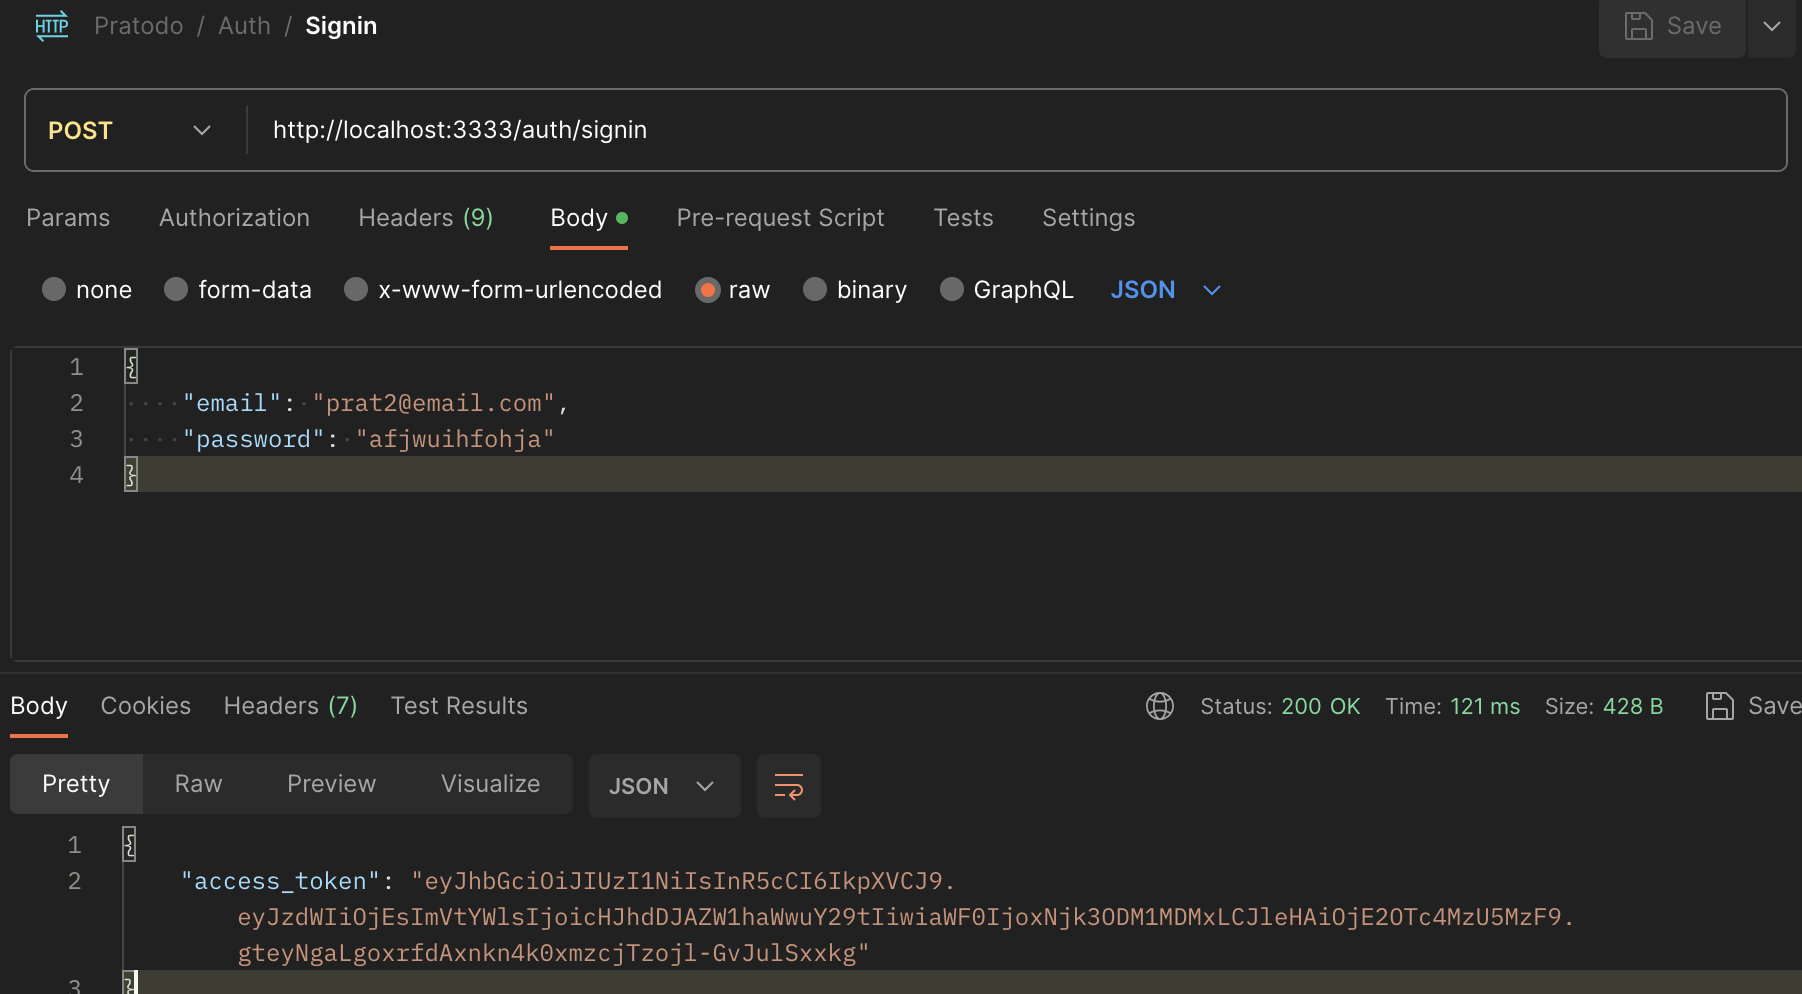 HTTP Pratodo / Auth / Signin Save
POST http://localhost:3333/auth/signin
Params Authorization Headers (9) Body Pre-request Script Tests Settings
none form-data x-www-form-urlencoded raw binary GraphQL JSON
1 {
2 "email": "prat2@email.com",
3 "password": "afjwuihfohja"
4 }
Body Cookies Headers (7) Test Results Status: 200 OK Time: 121 ms Size: 428 B Save
Pretty Raw Preview Visualize JSON
1 {
2 "access_token": "eyJhbGciOiJIUzI1NiIsInR5cCI6IkpXVCJ9.
eyJzdWIiOjEsImVtYWlsIjoicHJhdDJAZW1haWwuY29tIiwiaWF0IjoxNjk3ODM1MDMxLCJleHAiOjE2OTc4MzU5MzF9.
gteyNgaLgoxrfdAxnkn4k0xmzcjTzojl-GvJulSxxkg"
3 }